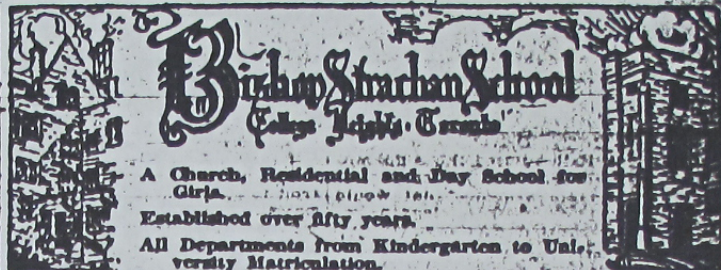 Bishop Strachan School
College Heights - Toronto
A Church, Residential and Day School for
Girls.
Established over fifty years.
All Departments from Kindergarten to Uni-
versity Matriculation.